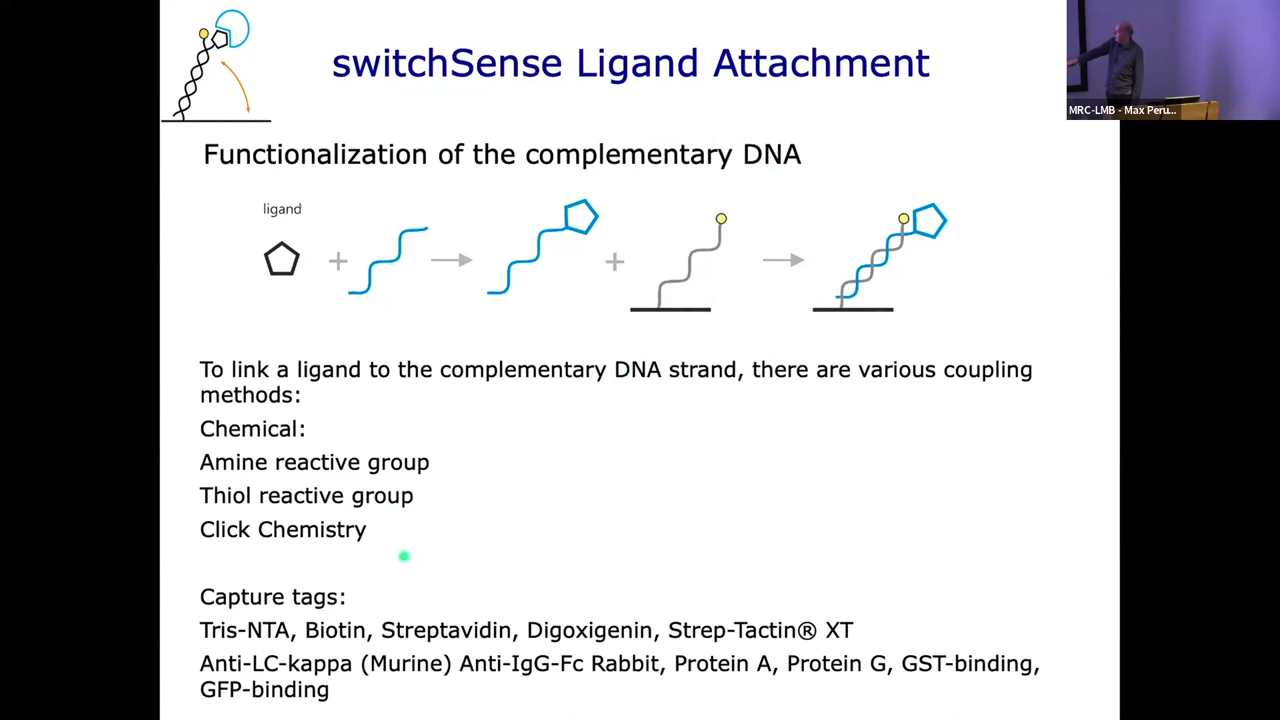 switchSense Ligand Attachment
MRC-LMB - Max Peru...
Functionalization of the complementary DNA
ligand
To link a ligand to the complementary DNA strand, there are various coupling
methods:
Chemical:
Amine reactive group
Thiol reactive group
Click Chemistry
Capture tags:
Tris-NTA, Biotin, Streptavidin, Digoxigenin, Strep-Tactin® XT
Anti-LC-kappa (Murine) Anti-IgG-Fc Rabbit, Protein A, Protein G, GST-binding,
GFP-binding